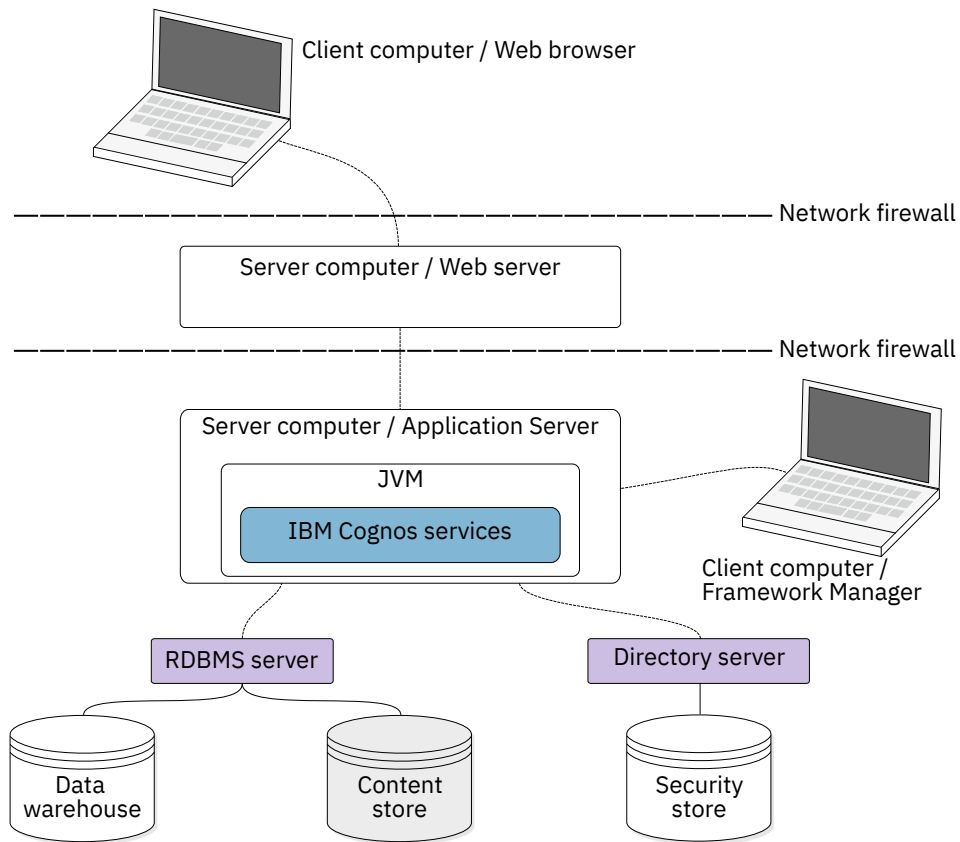 Client computer / Web browser
Network firewall
Server computer / Web server
Network firewall
Server computer / Application Server
JVM
IBM Cognos services
Client computer /
Framework Manager
RDBMS server
Directory server
Data
warehouse
Content
store
Security
store